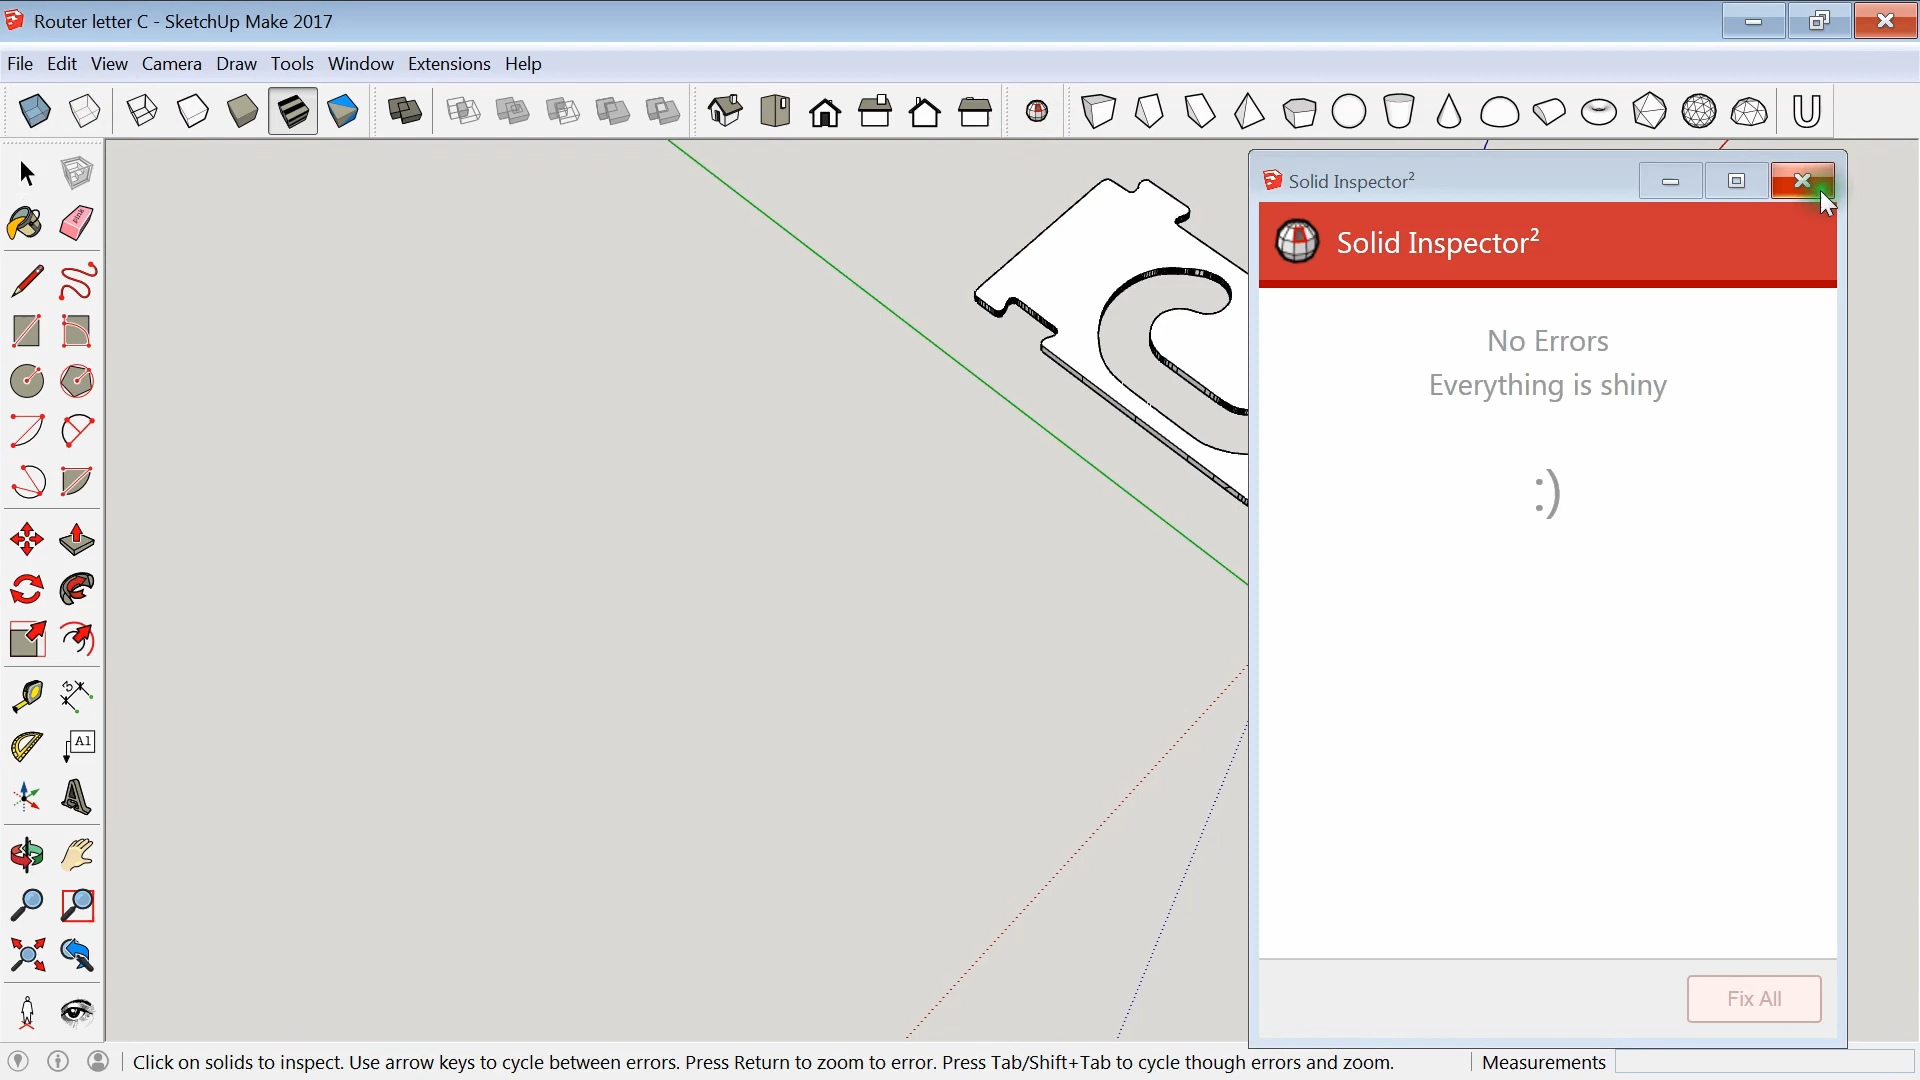 Router letter C - SketchUp Make 2017
File Edit View Camera Draw Tools Window Extensions Help
Solid Inspector²
Solid Inspector²
No Errors
Everything is shiny
:)
Fix All
A1
Click on solids to inspect. Use arrow keys to cycle between errors. Press Return to zoom to error. Press Tab/Shift+Tab to cycle though errors and zoom.
Measurements